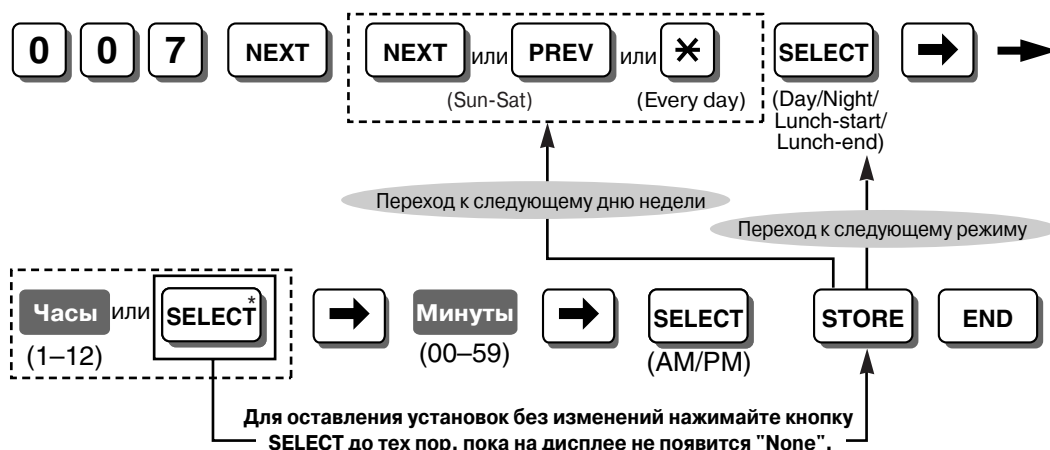 0 0 7 NEXT NEXT или PREV или ✕ SELECT
(Sun-Sat) (Every day) (Day/Night/
Lunch-start/
Lunch-end)
Переход к следующему дню недели
Переход к следующему режиму
Часы или SELECT* Минуты SELECT STORE END
(1–12) (00–59) (AM/PM)
Для оставления установок без изменений нажимайте кнопку
SELECT до тех пор, пока на дисплее не появится "None".